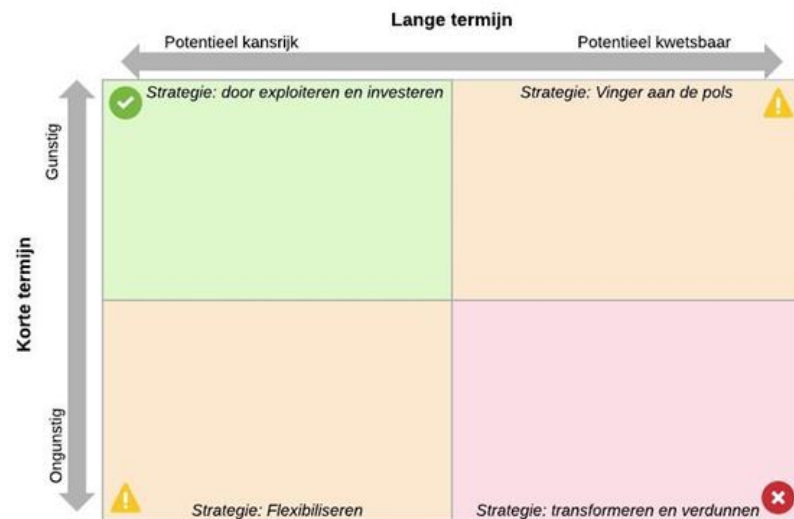 Lange termijn
Potentieel kansrijk
Potentieel kwetsbaar
Strategie: door exploiteren en investeren
Strategie: Vinger aan de pols
Gunstig
Korte termijn
Ongunstig
Strategie: Flexibiliseren
Strategie: transformeren en verdunnen